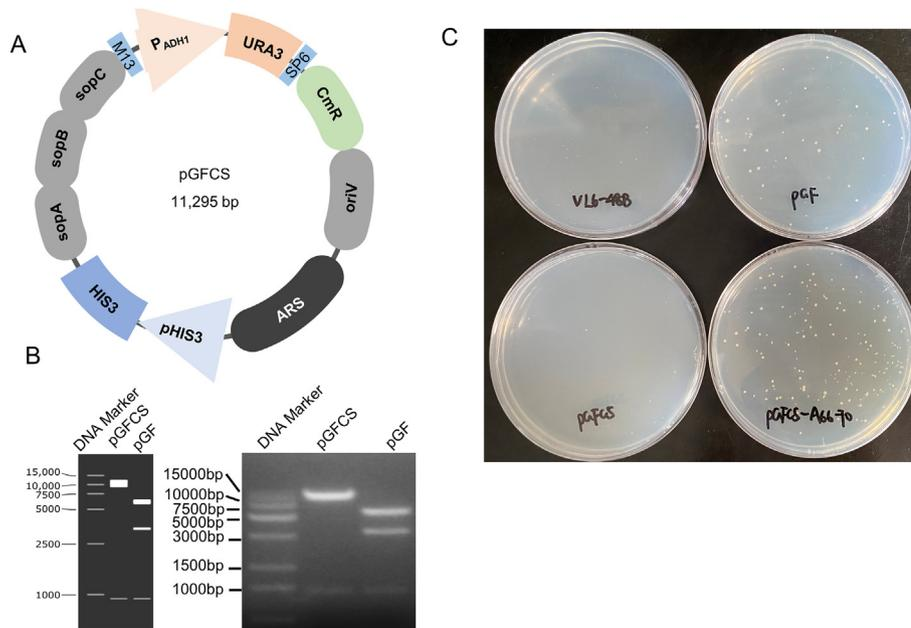 A
M13
PADH1
URA3
SP6
CmR
oriV
ARS
pHIS3
HIS3
sopA
sopB
sopC
pGFCS
11,295 bp
B
DNA Marker
pGFCS
pGF
15,000
10,000
7500
5000
2500
1000
DNA Marker
pGFCS
pGF
15000bp
10000bp
7500bp
5000bp
3000bp
1500bp
1000bp
C
VL6-48B
pGF
pGFCS
pGFCS-A66-70